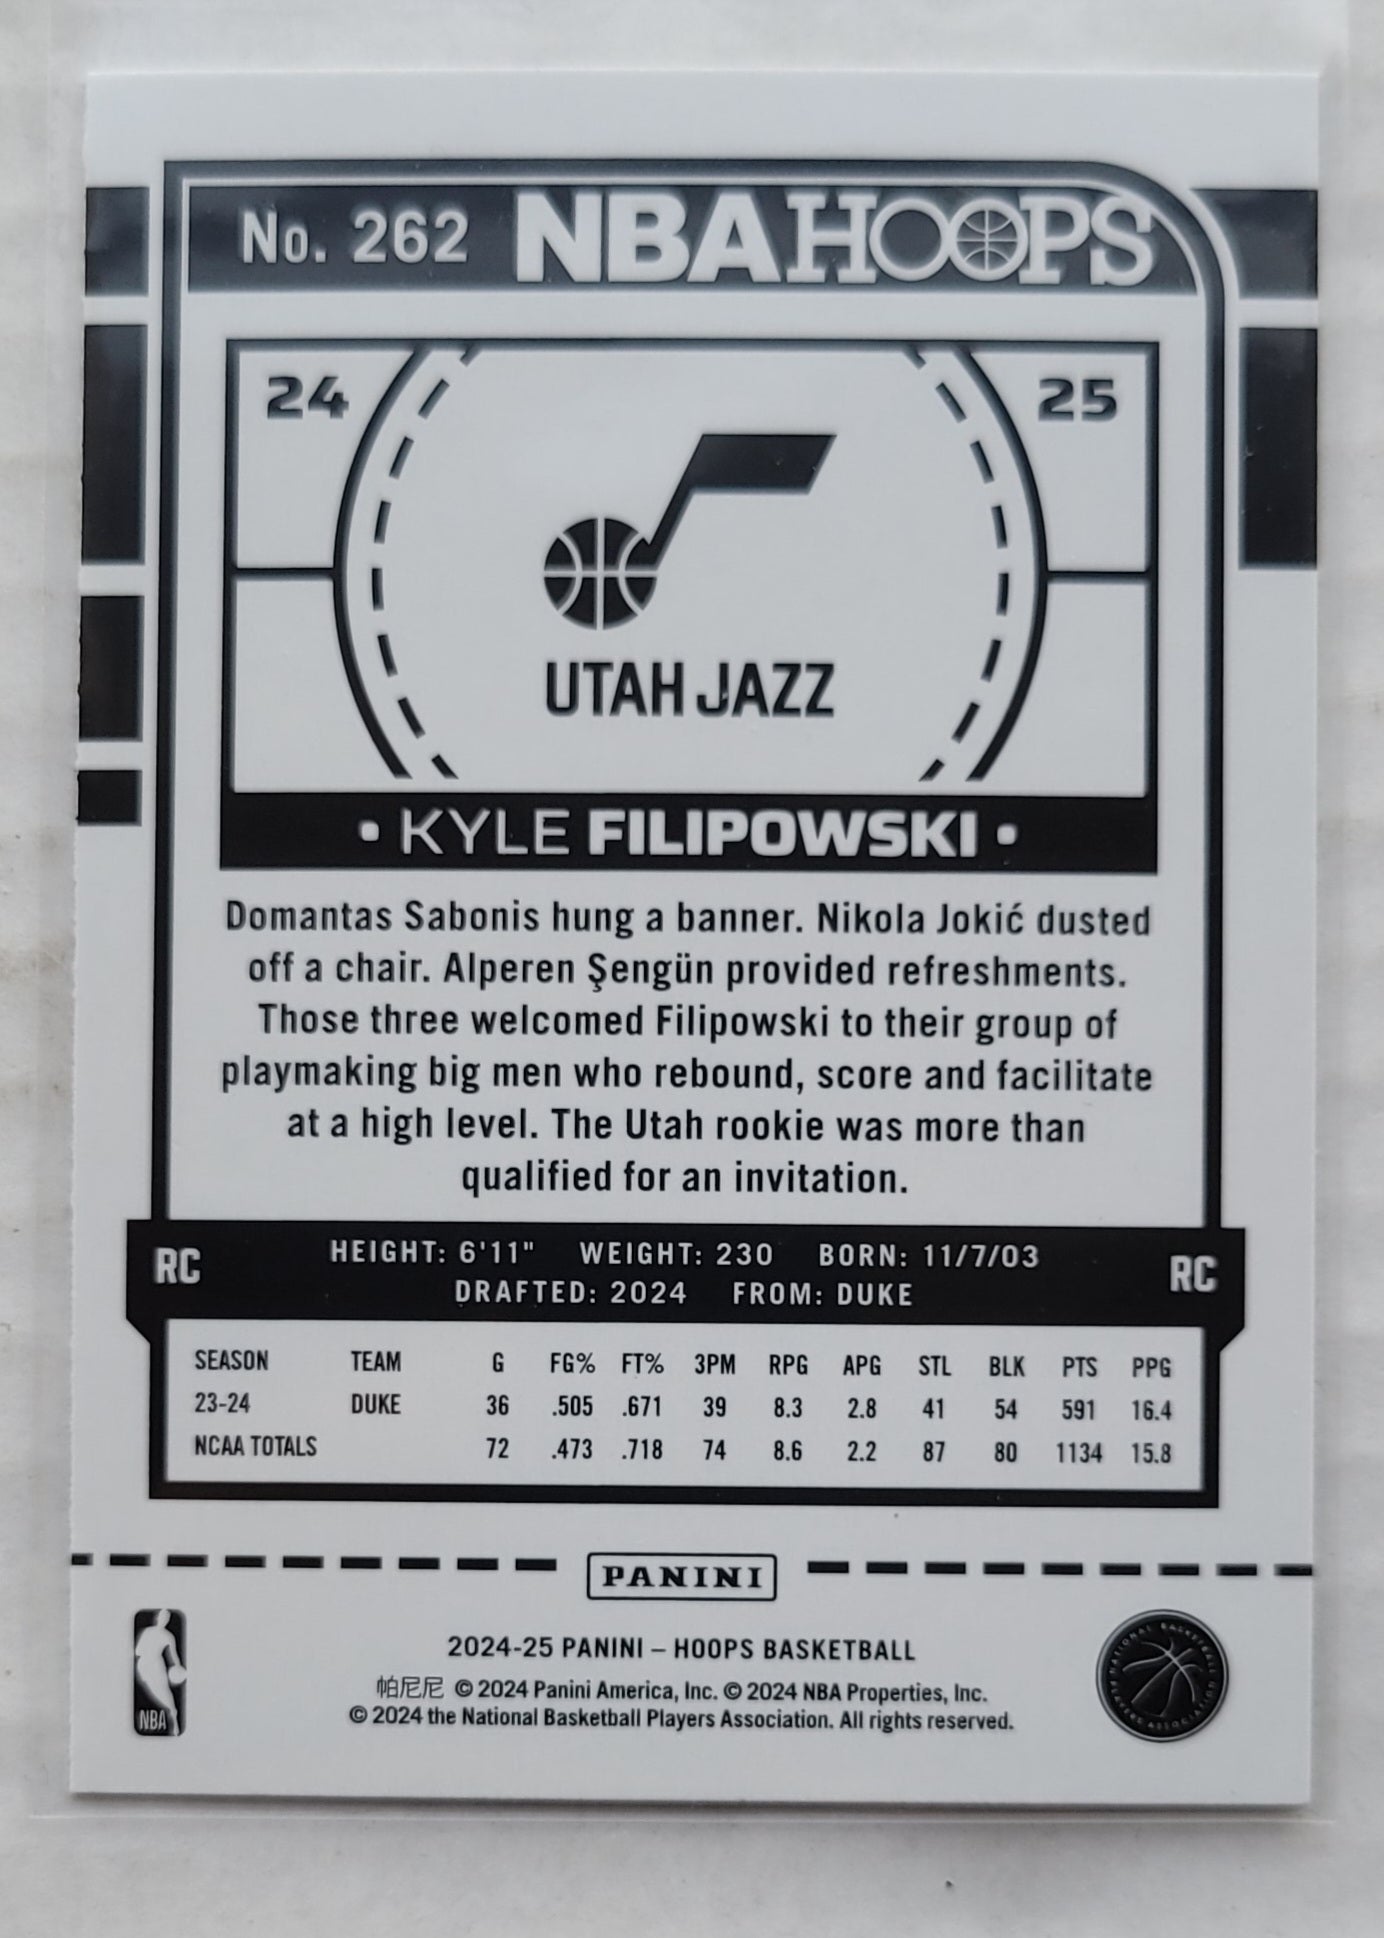 No. 262 NBA HOOPS
24 25
UTAH JAZZ
• KYLE FILIPOWSKI •
Domantas Sabonis hung a banner. Nikola Jokić dusted
off a chair. Alperen Şengün provided refreshments.
Those three welcomed Filipowski to their group of
playmaking big men who rebound, score and facilitate
at a high level. The Utah rookie was more than
qualified for an invitation.
RC HEIGHT: 6'11" WEIGHT: 230 BORN: 11/7/03 RC
DRAFTED: 2024 FROM: DUKE
SEASON TEAM G FG% FT% 3PM RPG APG STL BLK PTS PPG
23-24 DUKE 36 .505 .671 39 8.3 2.8 41 54 591 16.4
NCAA TOTALS 72 .473 .718 74 8.6 2.2 87 80 1134 15.8
PANINI
2024-25 PANINI – HOOPS BASKETBALL
帕尼尼 © 2024 Panini America, Inc. © 2024 NBA Properties, Inc.
© 2024 the National Basketball Players Association. All rights reserved.
NBA
NATIONAL BASKETBALL PLAYERS ASSOCIATION